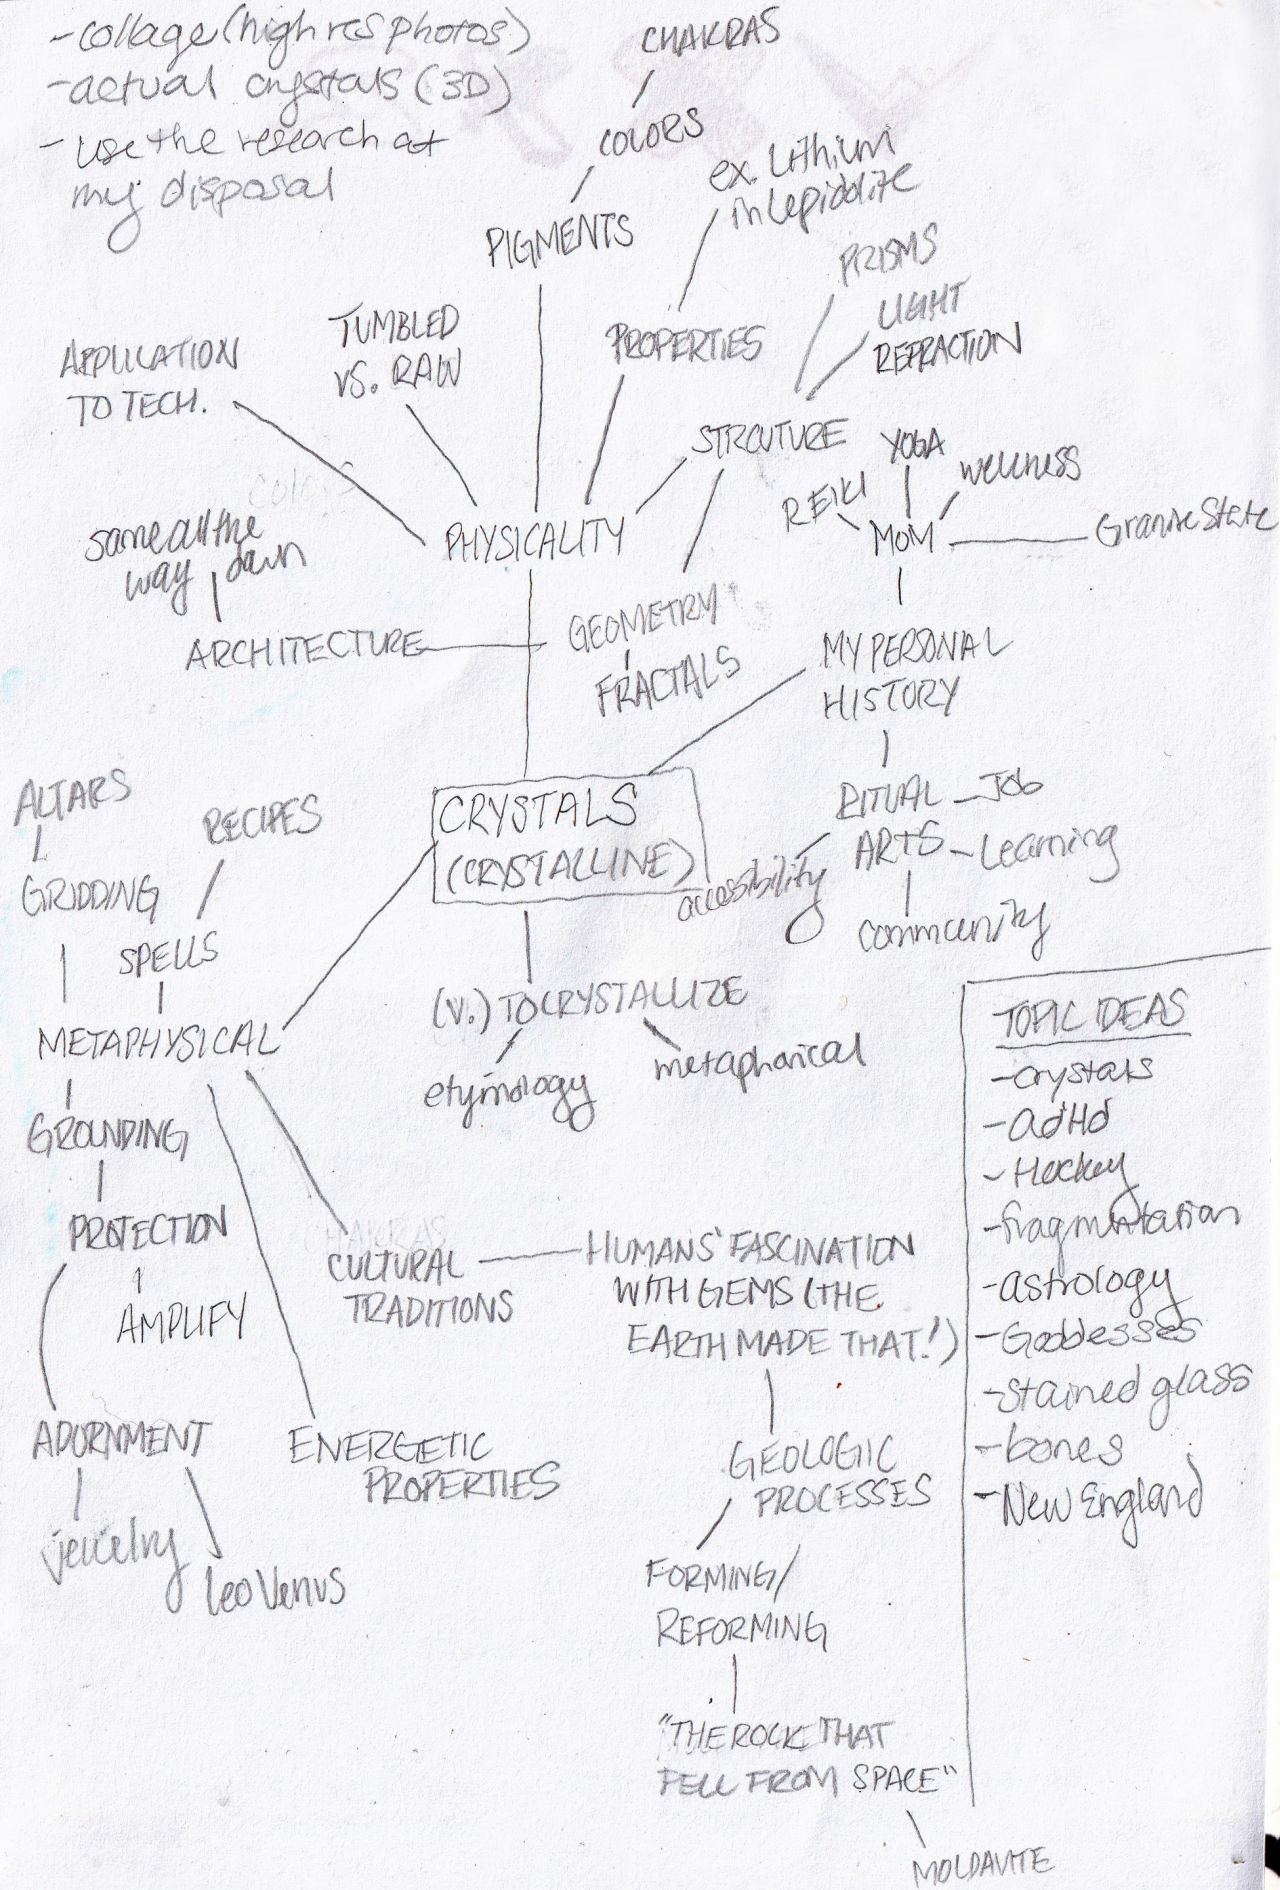 - collage (high res photos)
- actual crystals (3D)
- use the research at
my disposal
CHAKRAS
COLORS
PIGMENTS
ex. Lithium
in Lepidolite
PRISMS
LIGHT
REFRACTION
TUMBLED
VS. RAW
PROPERTIES
APPLICATION
TO TECH.
STRCUTURE
YOGA
REIKI
wellness
MOM
Granite State
colors
same all the
way down
PHYSICALITY
ARCHITECTURE
GEOMETRY
FRACTALS
MY PERSONAL
HISTORY
ALTARS
RECIPES
GRIDDING
SPELLS
CRYSTALS
(CRYSTALLINE)
RITUAL
ARTS
Job
Learning
accessibility
community
METAPHYSICAL
(V.) TO CRYSTALLIZE
etymology
metaphorical
GROUNDING
PROTECTION
AMPLIFY
CHAKRAS
CULTURAL
TRADITIONS
HUMANS' FASCINATION
WITH GEMS (THE
EARTH MADE THAT!)
ADORNMENT
jewelry
Leo Venus
ENERGETIC
PROPERTIES
GEOLOGIC
PROCESSES
FORMING/
REFORMING
"THE ROCK THAT
FELL FROM SPACE"
MOLDAVITE
TOPIC IDEAS
- crystals
- adHd
- Hockey
- fragmentation
- astrology
- Goddesses
- stained glass
- bones
- New England